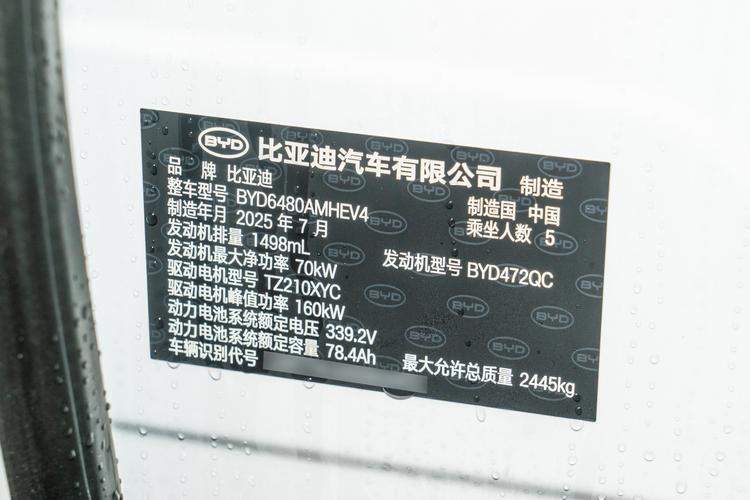 BYD 比亚迪汽车有限公司 制造
品 牌 比亚迪
整车型号 BYD6480AMHEV4 制造国 中国
制造年月 2025 年 7 月 乘坐人数 5
发动机排量 1498mL 发动机型号 BYD472QC
发动机最大净功率 70kW
驱动电机型号 TZ210XYC
驱动电机峰值功率 160kW
动力电池系统额定电压 339.2V
动力电池系统额定容量 78.4Ah 最大允许总质量 2445kg
车辆识别代号